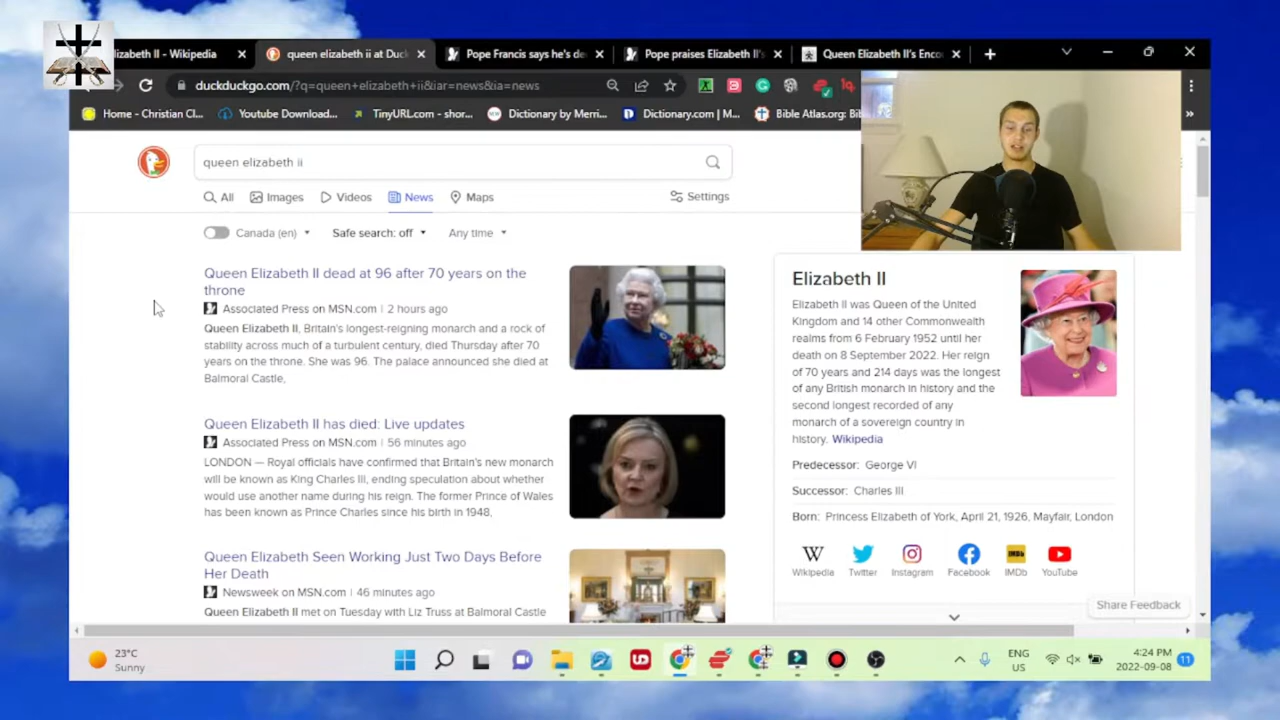 lizabeth II - Wikipedia
queen elizabeth ii at Duck
Pope Francis says he's de
Pope praises Elizabeth II'
Queen Elizabeth II's Enco
duckduckgo.com/?q=queen+elizabeth+ii&iar=news&ia=news
Home - Christian Cl...
Youtube Download...
TinyURL.com - shor...
Dictionary by Merri...
Dictionary.com | M...
Bible Atlas.org: Bib
queen elizabeth ii
All
Images
Videos
News
Maps
Settings
Canada (en)
Safe search: off
Any time
Queen Elizabeth II dead at 96 after 70 years on the
throne
Associated Press on MSN.com | 2 hours ago
Queen Elizabeth II, Britain's longest-reigning monarch and a rock of
stability across much of a turbulent century, died Thursday after 70
years on the throne. She was 96. The palace announced she died at
Balmoral Castle,
Queen Elizabeth II has died: Live updates
Associated Press on MSN.com | 56 minutes ago
LONDON — Royal officials have confirmed that Britain's new monarch
will be known as King Charles III, ending speculation about whether
he would use another name during his reign. The former Prince of Wales
has been known as Prince Charles since his birth in 1948,
Queen Elizabeth Seen Working Just Two Days Before
Her Death
Newsweek on MSN.com | 46 minutes ago
Queen Elizabeth II met on Tuesday with Liz Truss at Balmoral Castle
Elizabeth II
Elizabeth II was Queen of the United
Kingdom and 14 other Commonwealth
realms from 6 February 1952 until her
death on 8 September 2022. Her reign
of 70 years and 214 days was the longest
of any British monarch in history and the
second longest recorded of any
monarch of a sovereign country in
history. Wikipedia
Predecessor: George VI
Successor: Charles III
Born: Princess Elizabeth of York, April 21, 1926, Mayfair, London
W
IMDb
Wikipedia
Twitter
Instagram
Facebook
IMDb
YouTube
Share Feedback
23°C
Sunny
UD
ENG
US
4:24 PM
2022-09-08
11